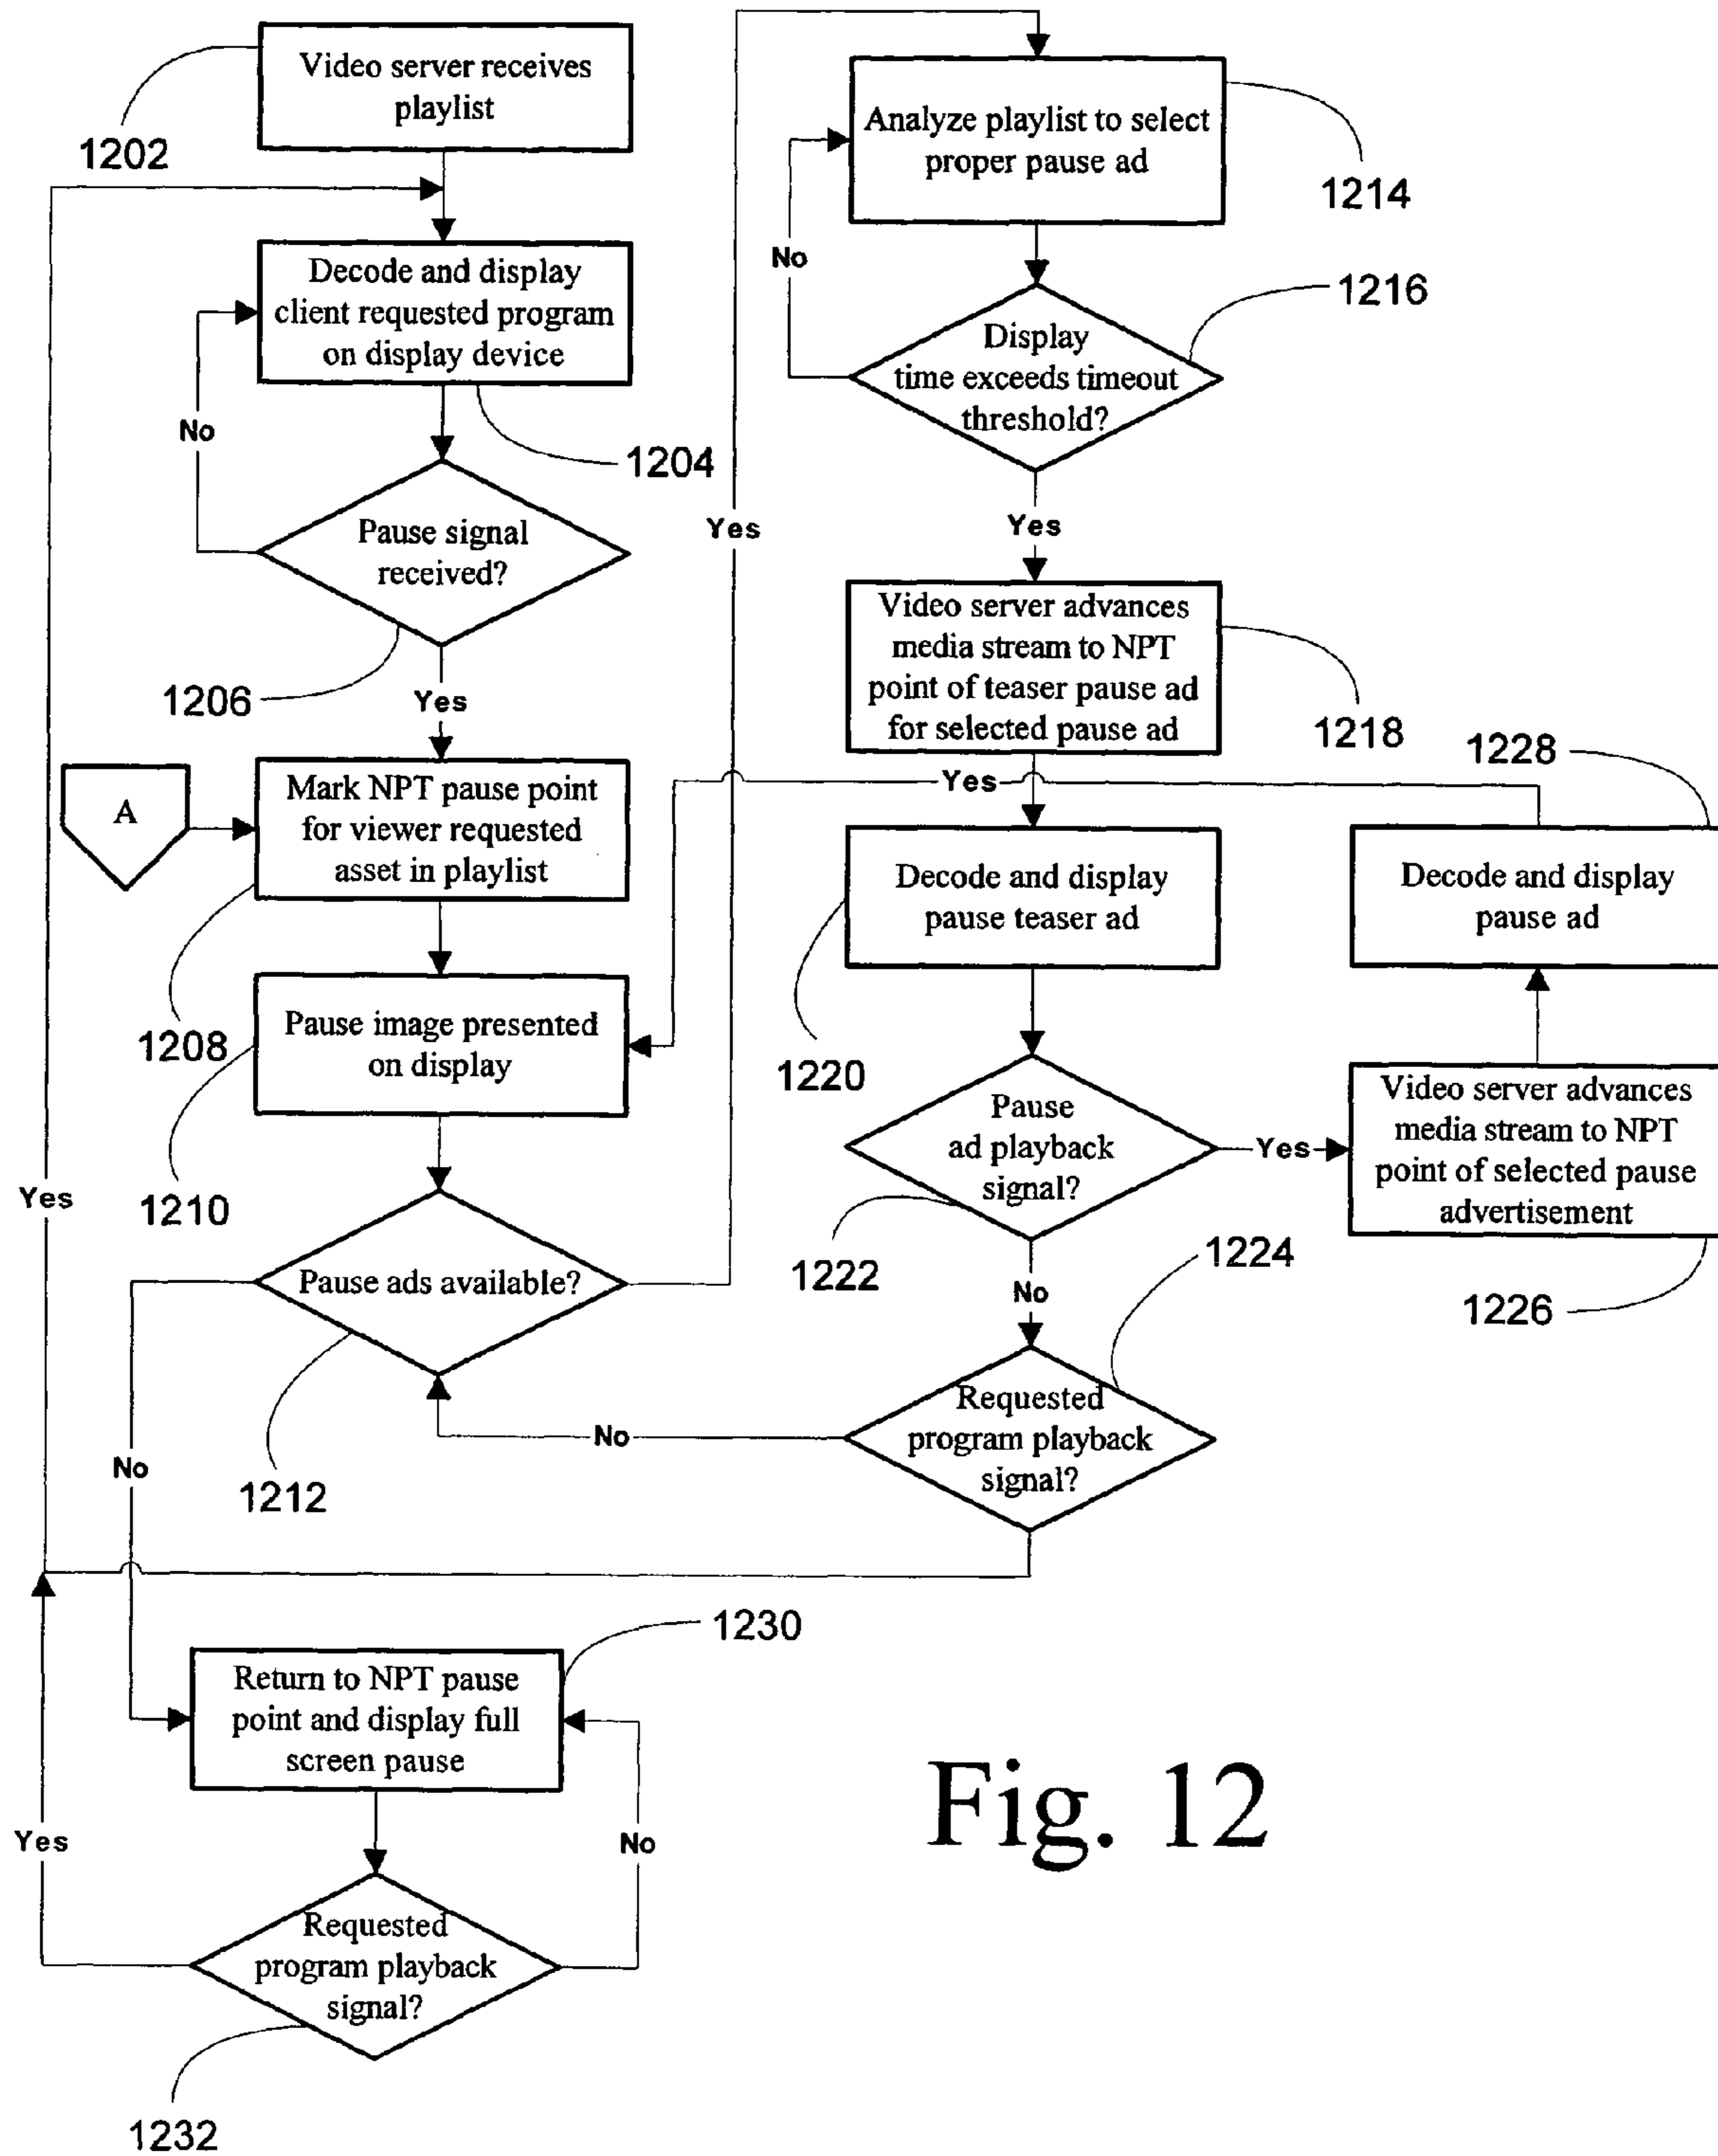 Video server receives
playlist
1202
Decode and display
client requested program
on display device
No
1204
Pause signal
received?
1206
Yes
A
Mark NPT pause point
for viewer requested
asset in playlist
1208
Pause image presented
on display
1210
Yes
Pause ads available?
1212
No
Yes
Analyze playlist to select
proper pause ad
1214
No
Display
time exceeds timeout
threshold?
1216
Yes
Video server advances
media stream to NPT
point of teaser pause ad
for selected pause ad
1218
Yes
1228
Decode and display
pause teaser ad
1220
Decode and display
pause ad
Pause
ad playback
signal?
1222
Yes
Video server advances
media stream to NPT
point of selected pause
advertisement
1226
No
1224
Requested
program playback
signal?
No
1230
Return to NPT pause
point and display full
screen pause
Yes
No
Requested
program playback
signal?
1232
Fig. 12